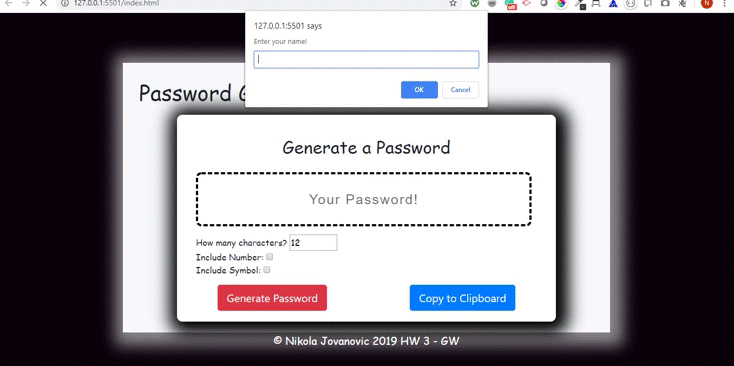 127.0.0.1:5501/index.html
127.0.0.1:5501 says
Enter your name!
OK
Cancel
Password G
Generate a Password
Your Password!
How many characters? 12
Include Number:
Include Symbol:
Generate Password
Copy to Clipboard
© Nikola Jovanovic 2019 HW 3 - GW